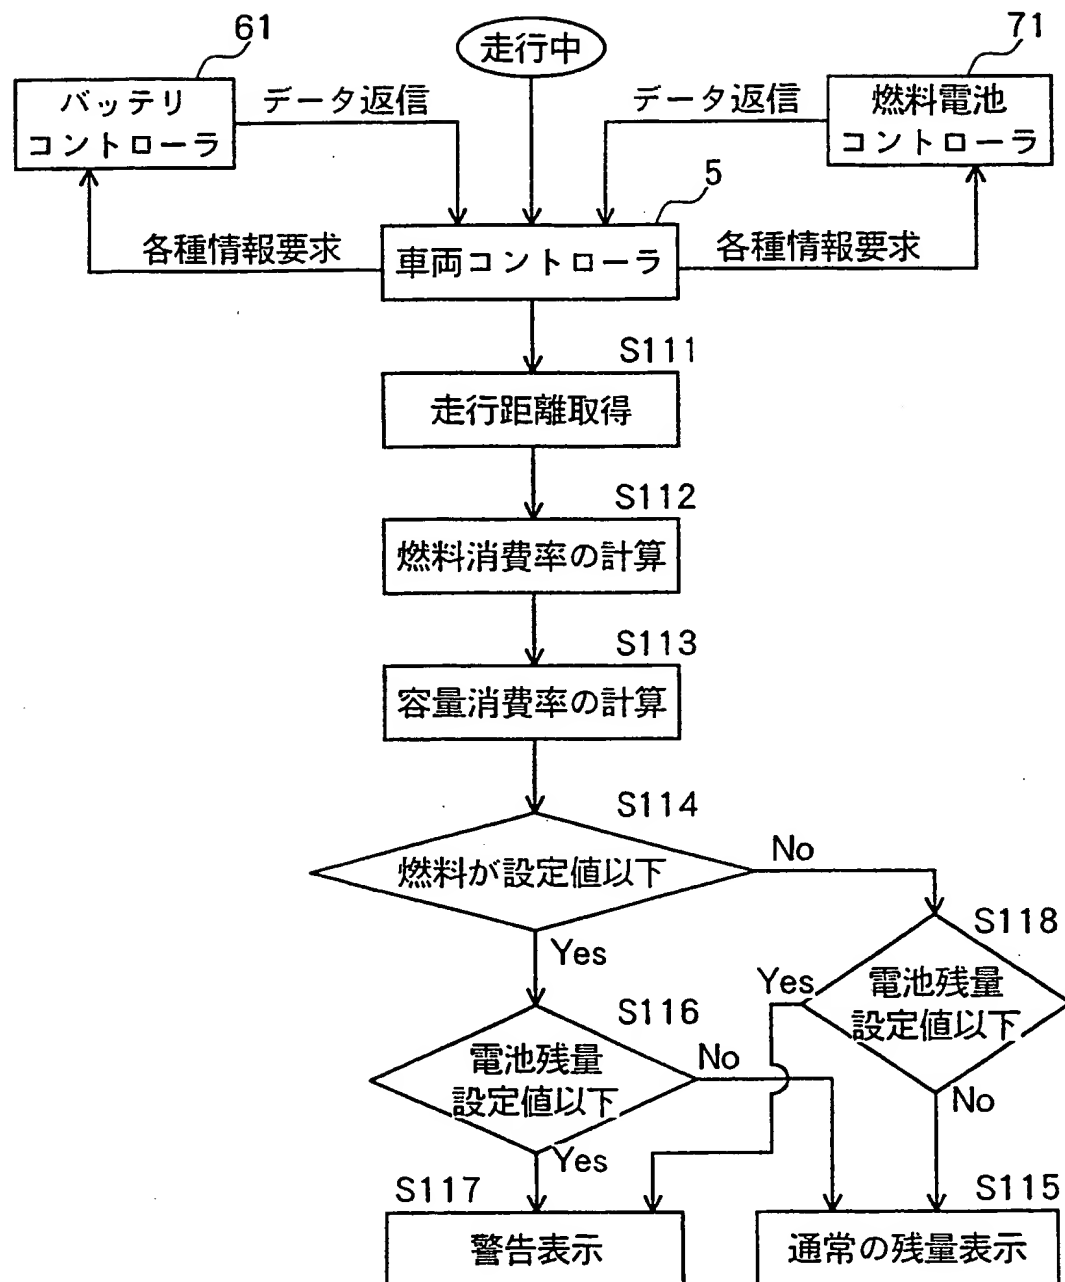 61
走行中
71
バッテリ
コントローラ
データ返信
データ返信
燃料電池
コントローラ
5
各種情報要求
車両コントローラ
各種情報要求
S111
走行距離取得
S112
燃料消費率の計算
S113
容量消費率の計算
S114
燃料が設定値以下
No
S118
Yes
Yes
電池残量
設定値以下
S116
電池残量
設定値以下
No
No
Yes
S117
S115
警告表示
通常の残量表示